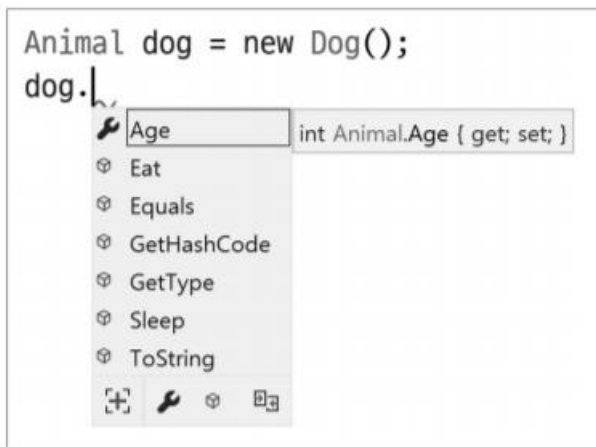 Animal dog = new Dog();
dog.
Age
int Animal.Age { get; set; }
Eat
Equals
GetHashCode
GetType
Sleep
ToString